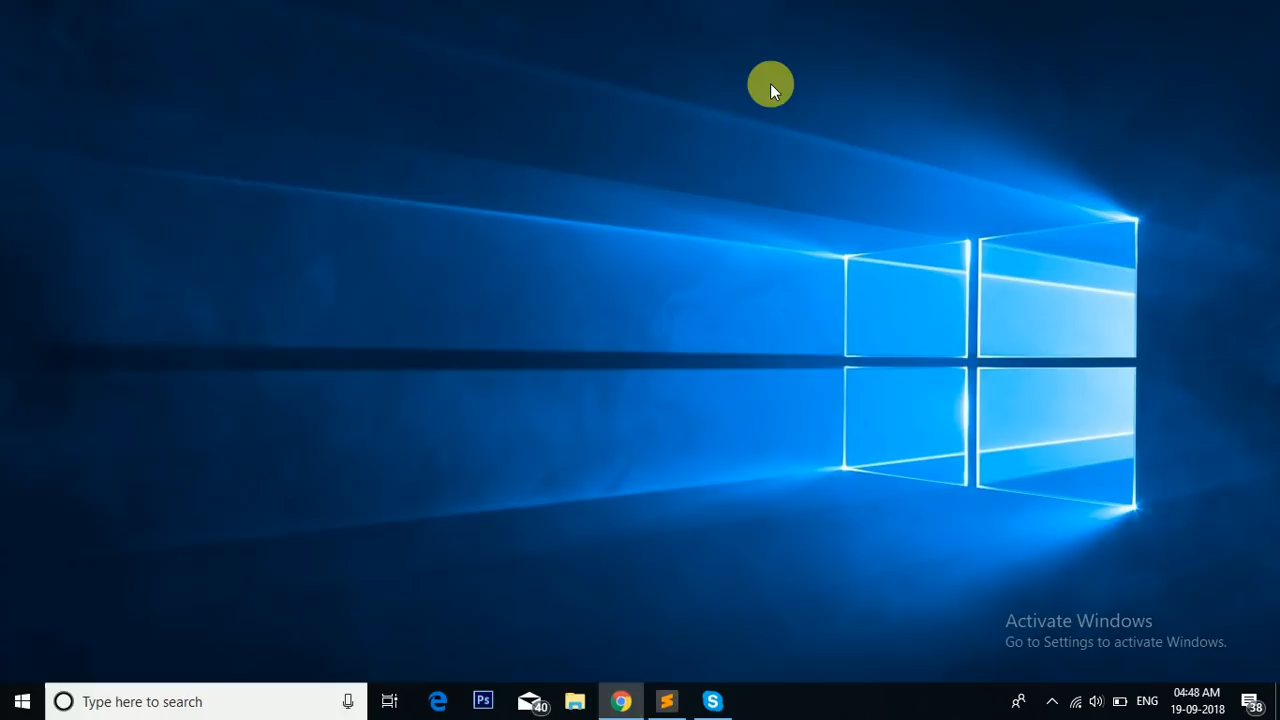 Activate Windows
Go to Settings to activate Windows.
Type here to search
Ps
40
S
ENG
04:48 AM
19-09-2018
38